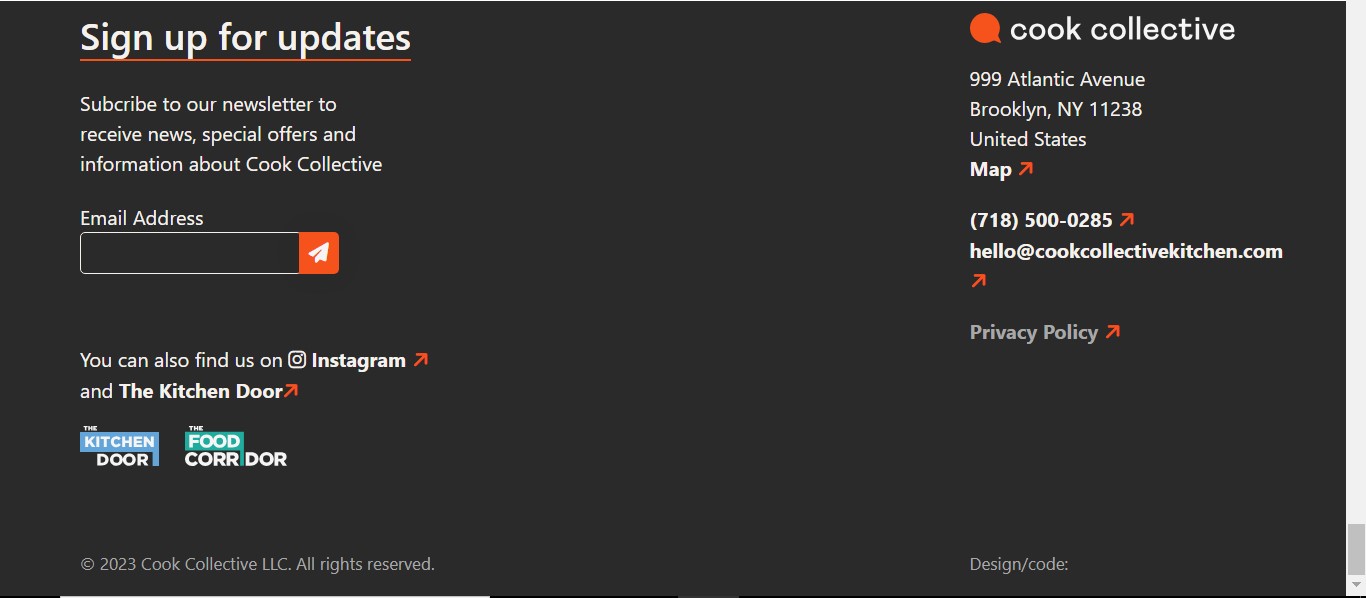 Sign up for updates
Subcribe to our newsletter to
receive news, special offers and
information about Cook Collective
Email Address
You can also find us on Instagram
and The Kitchen Door
THE
KITCHEN
DOOR
THE
FOOD
CORRIDOR
© 2023 Cook Collective LLC. All rights reserved.
cook collective
999 Atlantic Avenue
Brooklyn, NY 11238
United States
Map
(718) 500-0285
hello@cookcollectivekitchen.com
Privacy Policy
Design/code: